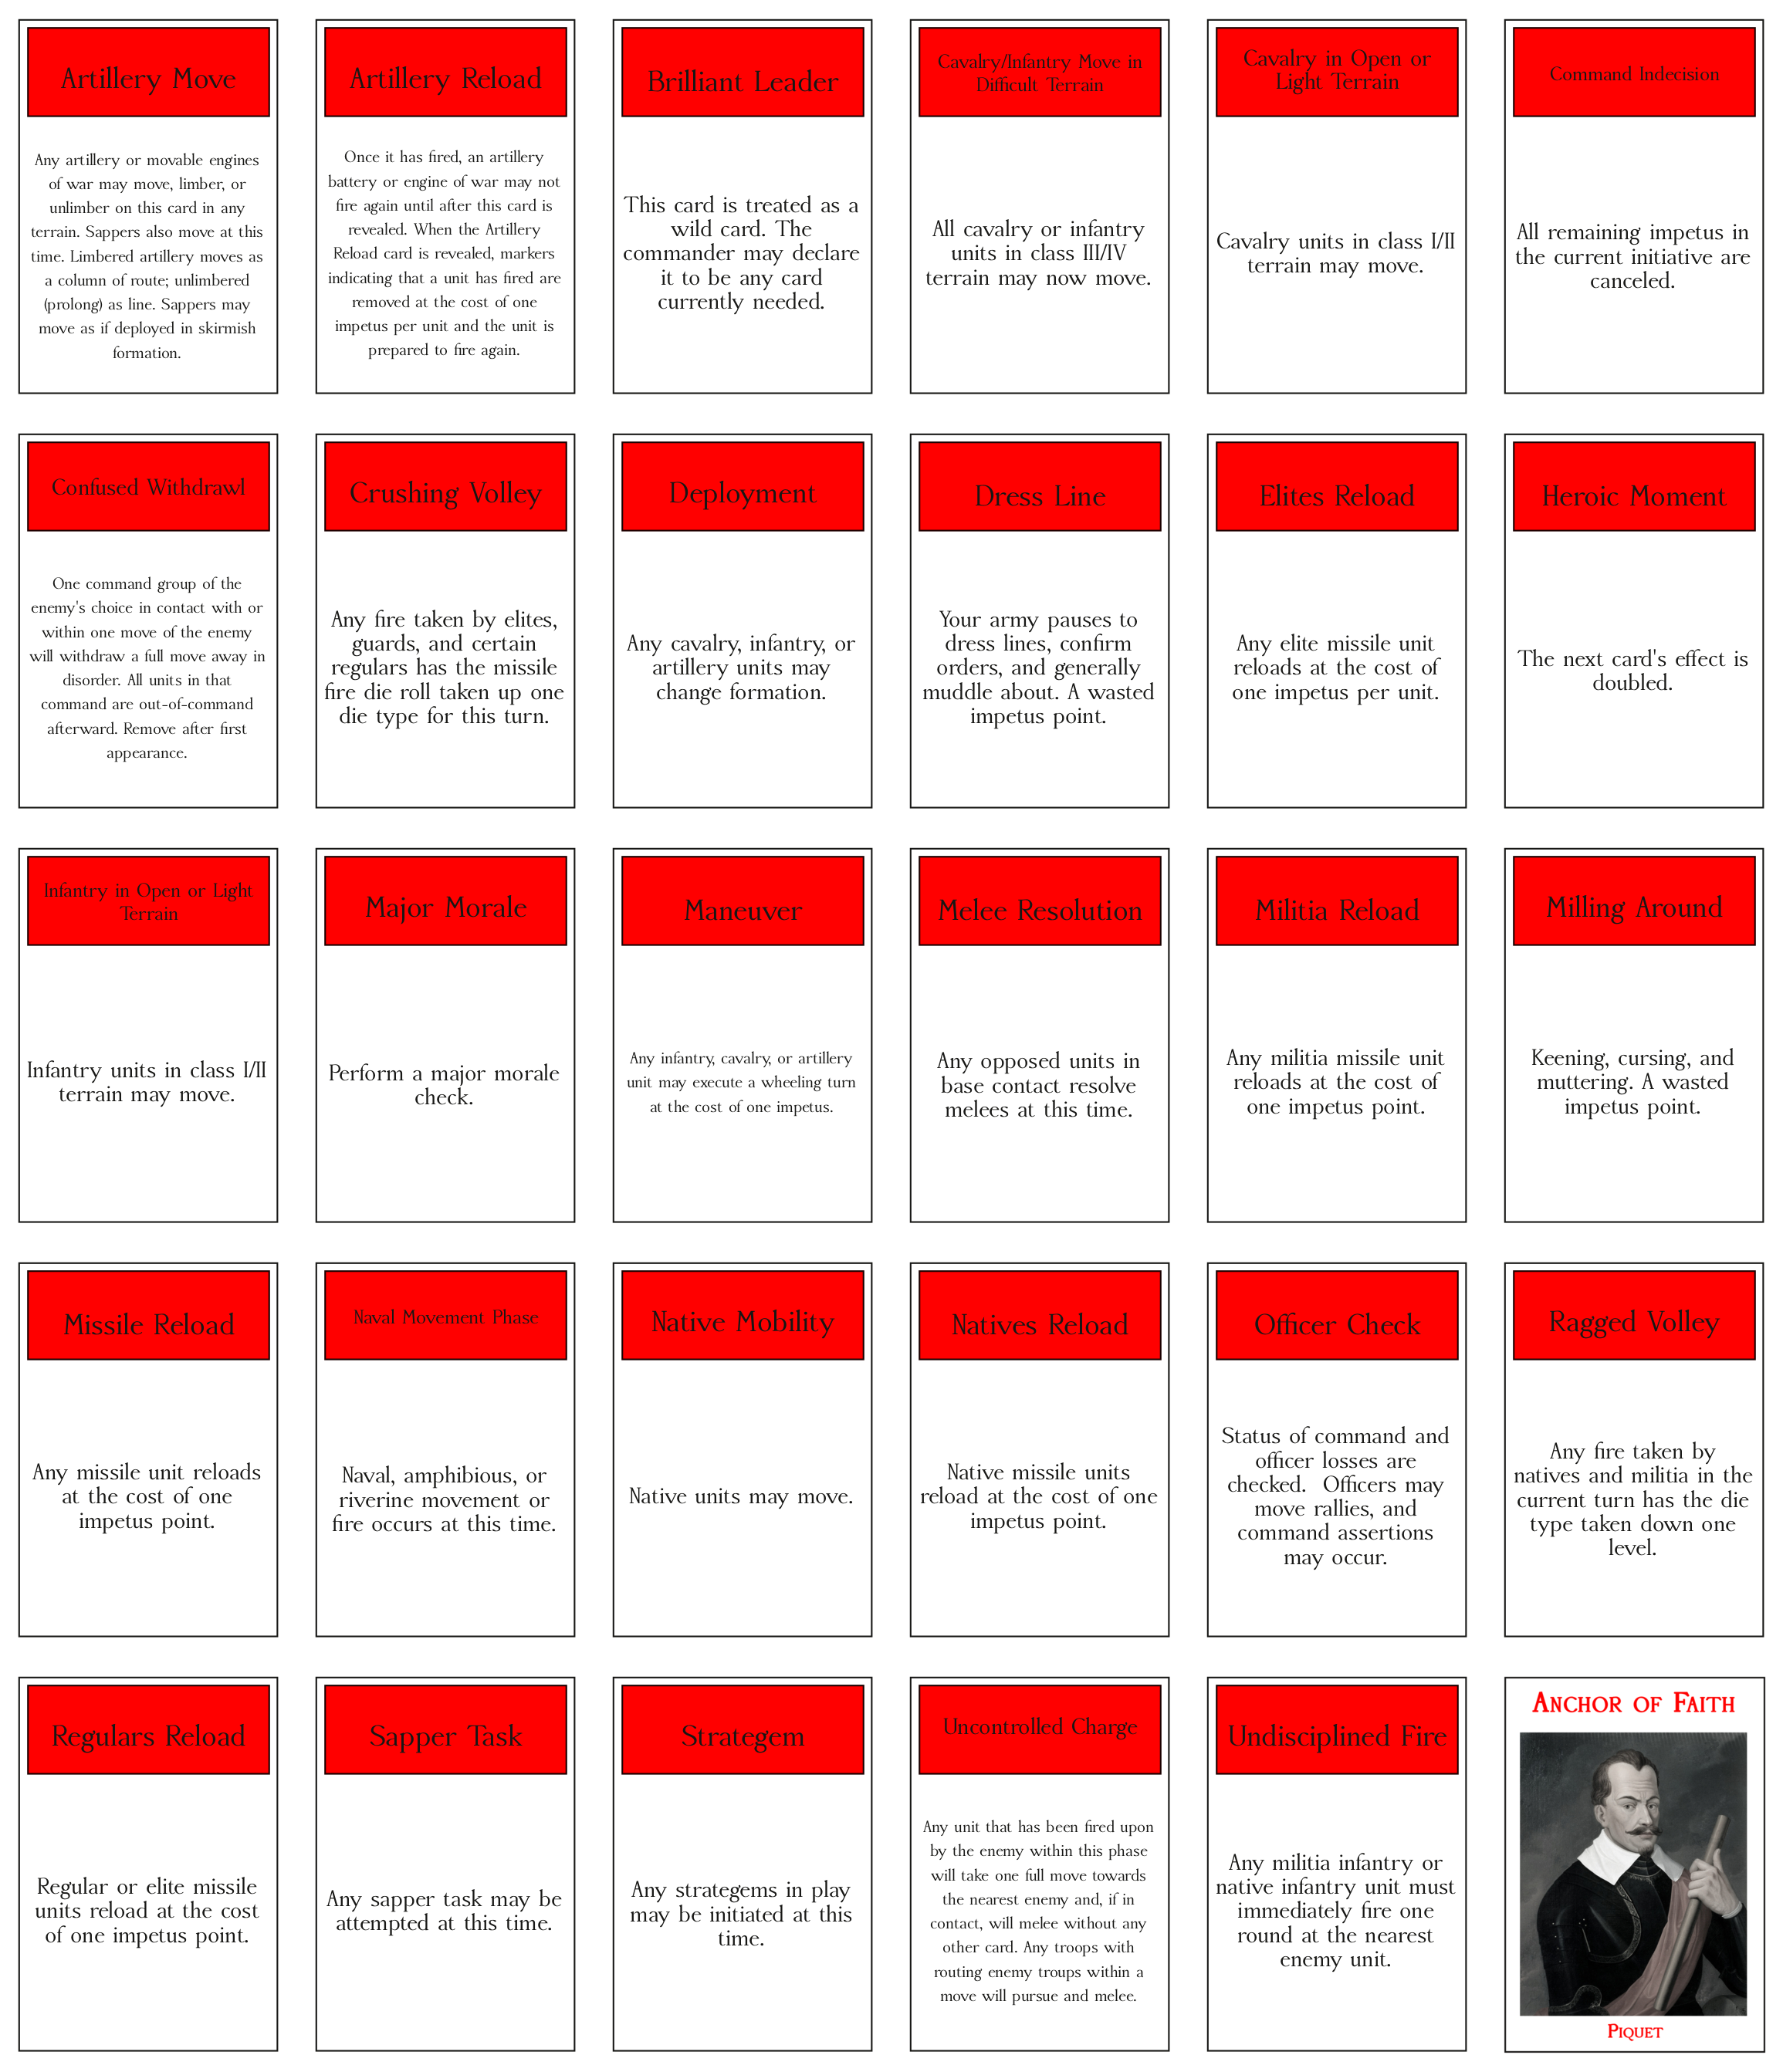 Artillery Move
Any artillery or movable engines
of war may move, limber, or
unlimber on this card in any
terrain. Sappers also move at this
time. Limbered artillery moves as
a column of route; unlimbered
(prolong) as line. Sappers may
move as if deployed in skirmish
formation.
Artillery Reload
Once it has fired, an artillery
battery or engine of war may not
fire again until after this card is
revealed. When the Artillery
Reload card is revealed, markers
indicating that a unit has fired are
removed at the cost of one
impetus per unit and the unit is
prepared to fire again.
Brilliant Leader
This card is treated as a
wild card. The
commander may declare
it to be any card
currently needed.
Cavalry/Infantry Move in
Difficult Terrain
All cavalry or infantry
units in class III/IV
terrain may now move.
Cavalry in Open or
Light Terrain
Cavalry units in class I/II
terrain may move.
Command Indecision
All remaining impetus in
the current initiative are
canceled.
Confused Withdrawl
One command group of the
enemy's choice in contact with or
within one move of the enemy
will withdraw a full move away in
disorder. All units in that
command are out-of-command
afterward. Remove after first
appearance.
Crushing Volley
Any fire taken by elites,
guards, and certain
regulars has the missile
fire die roll taken up one
die type for this turn.
Deployment
Any cavalry, infantry, or
artillery units may
change formation.
Dress Line
Your army pauses to
dress lines, confirm
orders, and generally
muddle about. A wasted
impetus point.
Elites Reload
Any elite missile unit
reloads at the cost of
one impetus per unit.
Heroic Moment
The next card's effect is
doubled.
Infantry in Open or Light
Terrain
Infantry units in class I/II
terrain may move.
Major Morale
Perform a major morale
check.
Maneuver
Any infantry, cavalry, or artillery
unit may execute a wheeling turn
at the cost of one impetus.
Melee Resolution
Any opposed units in
base contact resolve
melees at this time.
Militia Reload
Any militia missile unit
reloads at the cost of
one impetus point.
Milling Around
Keening, cursing, and
muttering. A wasted
impetus point.
Missile Reload
Any missile unit reloads
at the cost of one
impetus point.
Naval Movement Phase
Naval, amphibious, or
riverine movement or
fire occurs at this time.
Native Mobility
Native units may move.
Natives Reload
Native missile units
reload at the cost of one
impetus point.
Officer Check
Status of command and
officer losses are
checked. Officers may
move rallies, and
command assertions
may occur.
Ragged Volley
Any fire taken by
natives and militia in the
current turn has the die
type taken down one
level.
Regulars Reload
Regular or elite missile
units reload at the cost
of one impetus point.
Sapper Task
Any sapper task may be
attempted at this time.
Strategem
Any strategems in play
may be initiated at this
time.
Uncontrolled Charge
Any unit that has been fired upon
by the enemy within this phase
will take one full move towards
the nearest enemy and, if in
contact, will melee without any
other card. Any troops with
routing enemy troups within a
move will pursue and melee.
Undisciplined Fire
Any militia infantry or
native infantry unit must
immediately fire one
round at the nearest
enemy unit.
Anchor of Faith
Piquet